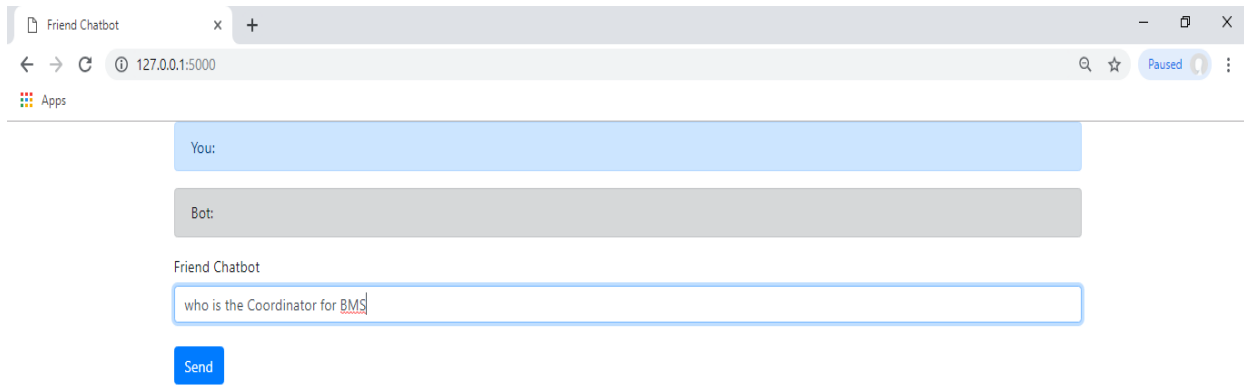 Friend Chatbot
127.0.0.1:5000
Paused
Apps
You:
Bot:
Friend Chatbot
who is the Coordinator for BMS
Send